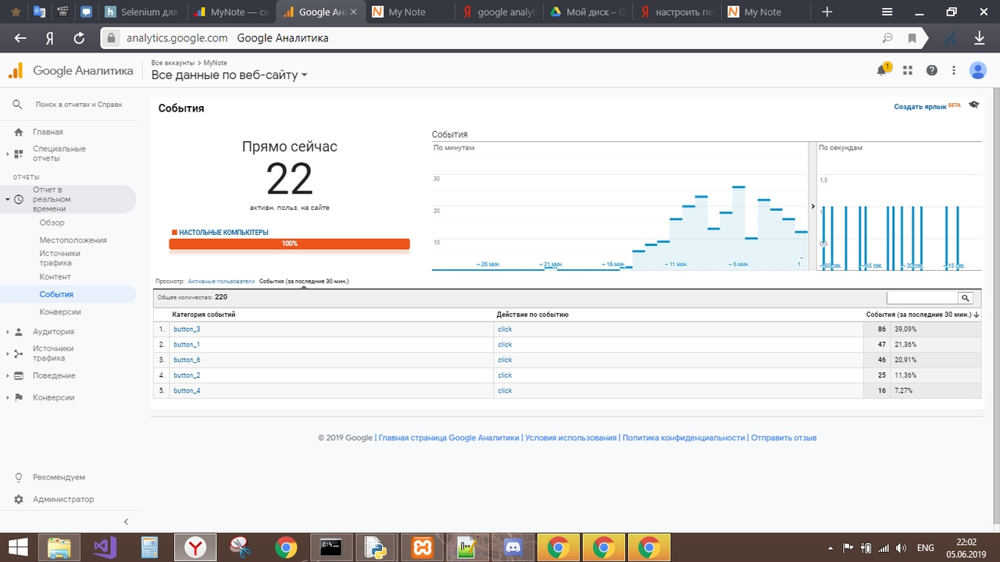 Selenium для
MyNote — св
Google Анал
My Note
google analyt
Мой диск – G
настроить пе
My Note
Я
analytics.google.com Google Аналитика
Google Аналитика
Все аккаунты > MyNote
Все данные по веб-сайту
1
Поиск в отчетах и Справк
События
Создать ярлык БЕТА
Главная
Специальные
отчеты
ОТЧЕТЫ
Отчет в
реальном
времени
Обзор
Местоположения
Источники
трафика
Контент
События
Конверсии
Аудитория
Источники
трафика
Поведение
Конверсии
Рекомендуем
Администратор
Прямо сейчас
22
активн. польз. на сайте
НАСТОЛЬНЫЕ КОМПЬЮТЕРЫ
100%
События
По минутам
30
20
10
– 26 мин.
– 21 мин.
– 16 мин.
– 11 мин.
– 6 мин.
–
1...
По секундам
1,5
1
0,5
– 60 сек.
– 45 сек.
– 30 сек.
– 15 сек.
Просмотр: Активные пользователи События (за последние 30 мин.)
Общее количество: 220
Категория событий Действие по событию События (за последние 30 мин.)
1. button_3 click 86 39,09%
2. button_1 click 47 21,36%
3. button_6 click 46 20,91%
4. button_2 click 25 11,36%
5. button_4 click 16 7,27%
© 2019 Google | Главная страница Google Аналитики | Условия использования | Политика конфиденциальности | Отправить отзыв
ENG
22:02
05.06.2019